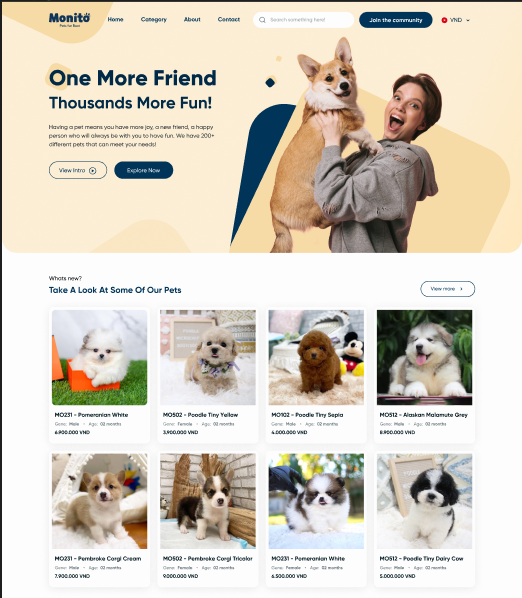 Monito
Pets for Best
Home
Category
About
Contact
Search something here!
Join the community
VND
One More Friend
Thousands More Fun!
Having a pet means you have more joy, a new friend, a happy
person who will always be with you to have fun. We have 200+
different pets that can meet your needs!
View Intro
Explore Now
Whats new?
Take A Look At Some Of Our Pets
View more
MO231 - Pomeranian White
Gene: Male • Age: 02 months
6.900.000 VND
MO502 - Poodle Tiny Yellow
Gene: Female • Age: 02 months
3.900.000 VND
MO102 - Poodle Tiny Sepia
Gene: Male • Age: 02 months
4.000.000 VND
MO512 - Alaskan Malamute Grey
Gene: Male • Age: 02 months
8.900.000 VND
MO231 - Pembroke Corgi Cream
Gene: Male • Age: 02 months
7.900.000 VND
MO502 - Pembroke Corgi Tricolor
Gene: Female • Age: 02 months
9.000.000 VND
MO231 - Pomeranian White
Gene: Female • Age: 02 months
6.500.000 VND
MO512 - Poodle Tiny Dairy Cow
Gene: Male • Age: 02 months
5.000.000 VND